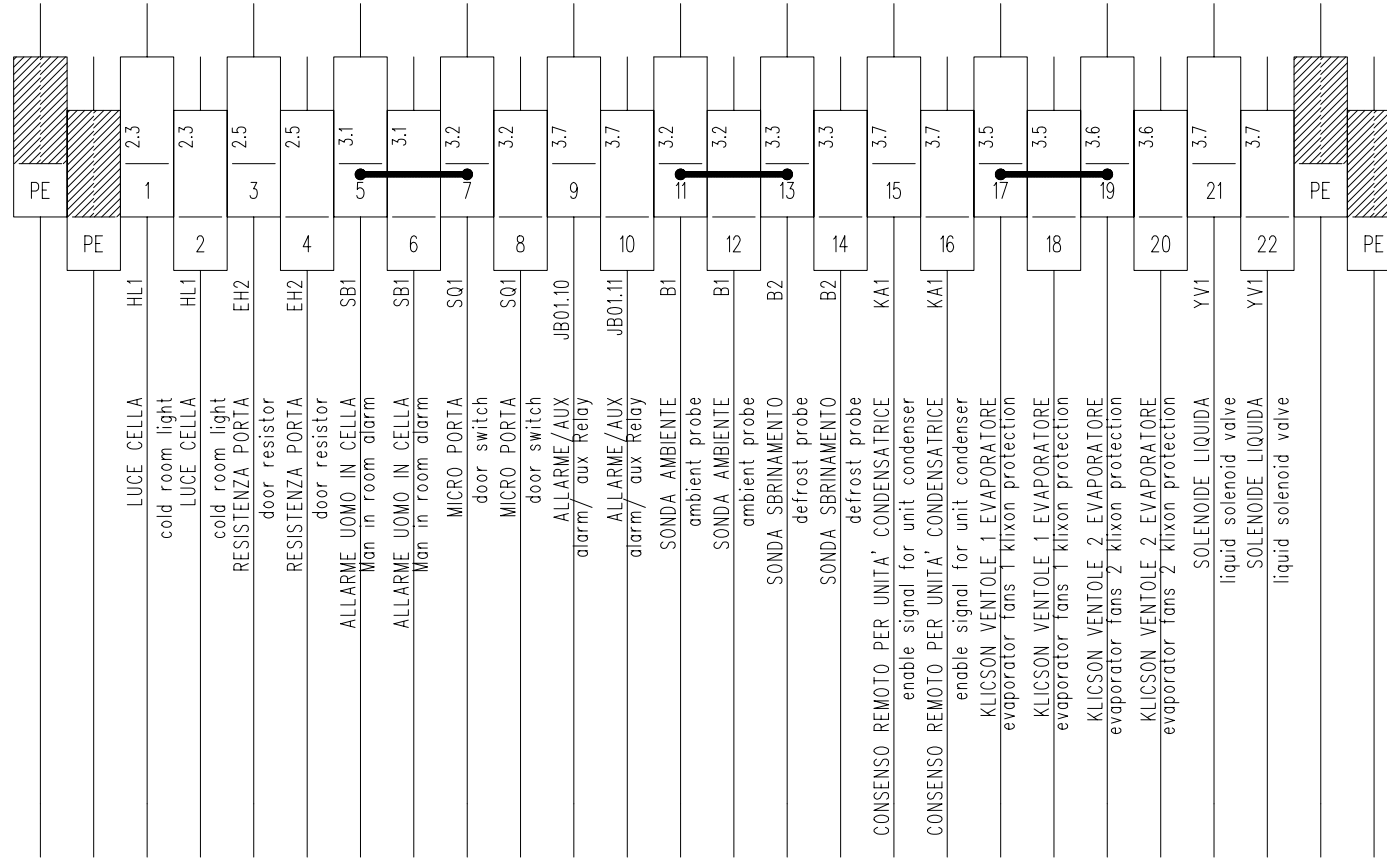 PE
PE
2.3
1
HL1
LUCE CELLA
cold room light
2.3
2
HL1
LUCE CELLA
cold room light
2.5
3
EH2
RESISTENZA PORTA
door resistor
2.5
4
EH2
RESISTENZA PORTA
door resistor
3.1
5
SB1
ALLARME UOMO IN CELLA
Man in room alarm
3.1
6
SB1
ALLARME UOMO IN CELLA
Man in room alarm
3.2
7
SQ1
MICRO PORTA
door switch
3.2
8
SQ1
MICRO PORTA
door switch
3.7
9
JB01.10
ALLARME/AUX
alarm/ aux Relay
3.7
10
JB01.11
ALLARME/AUX
alarm/ aux Relay
3.2
11
B1
SONDA AMBIENTE
ambient probe
3.2
12
B1
SONDA AMBIENTE
ambient probe
3.3
13
B2
SONDA SBRINAMENTO
defrost probe
3.3
14
B2
SONDA SBRINAMENTO
defrost probe
3.7
15
KA1
CONSENSO REMOTO PER UNITA' CONDENSATRICE
enable signal for unit condenser
3.7
16
KA1
CONSENSO REMOTO PER UNITA' CONDENSATRICE
enable signal for unit condenser
3.5
17
KLICSON VENTOLE 1 EVAPORATORE
evaporator fans 1 klixon protection
3.5
18
KLICSON VENTOLE 1 EVAPORATORE
evaporator fans 1 klixon protection
3.6
19
KLICSON VENTOLE 2 EVAPORATORE
evaporator fans 2 klixon protection
3.6
20
KLICSON VENTOLE 2 EVAPORATORE
evaporator fans 2 klixon protection
3.7
21
YV1
SOLENOIDE LIQUIDA
liquid solenoid valve
3.7
22
YV1
SOLENOIDE LIQUIDA
liquid solenoid valve
PE
PE